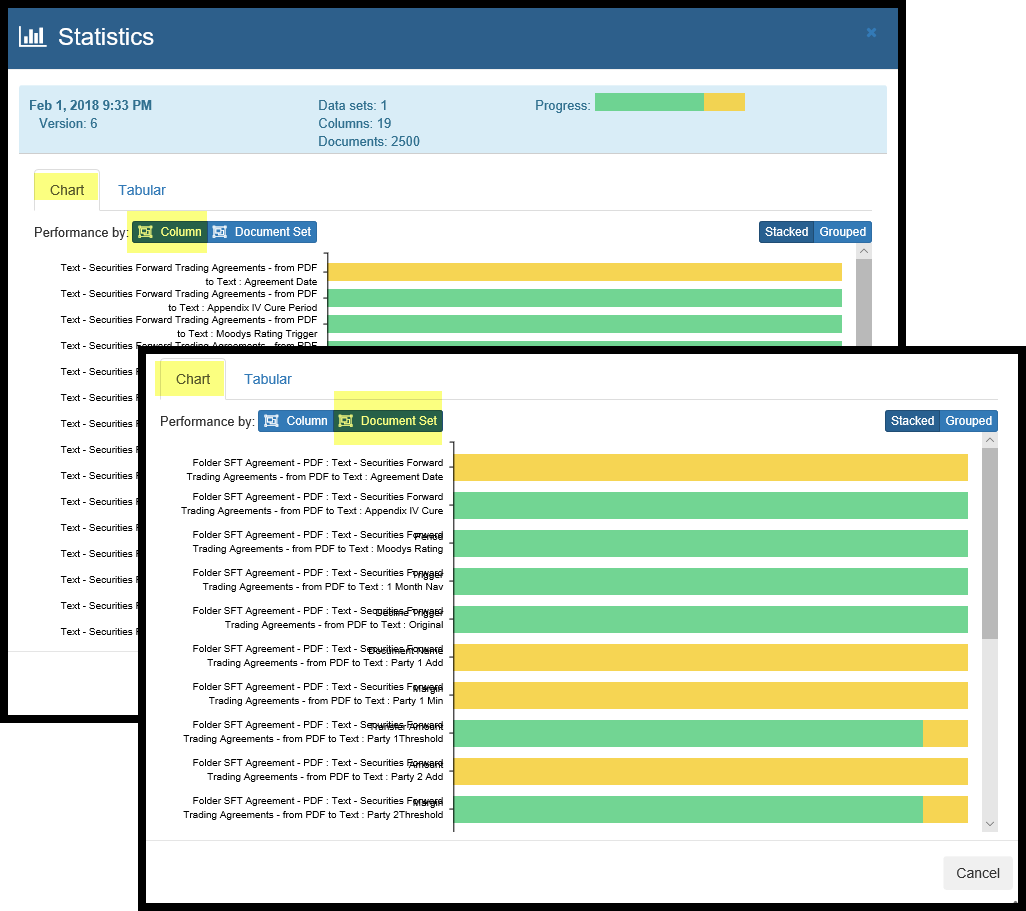 Statistics
×
Feb 1, 2018 9:33 PM
Version: 6
Data sets: 1
Columns: 19
Documents: 2500
Progress:
Chart
Tabular
Performance by:
Column
Document Set
Stacked
Grouped
Text - Securities Forward Trading Agreements - from PDF
to Text : Agreement Date
Text - Securities Forward Trading Agreements - from PDF
to Text : Appendix IV Cure Period
Text - Securities Forward Trading Agreements - from PDF
to Text : Moodys Rating Trigger
Text - Securities Forward Trading Agreements - from PDF
Text - Securities
Text - Securities
Text - Securities
Text - Securities
Text - Securities
Text - Securities
Text - Securities
Text - Securities
Text - Securities
Text - Securities
Text - Securities
Chart
Tabular
Performance by:
Column
Document Set
Stacked
Grouped
Folder SFT Agreement - PDF : Text - Securities Forward
Trading Agreements - from PDF to Text : Agreement Date
Folder SFT Agreement - PDF : Text - Securities Forward
Trading Agreements - from PDF to Text : Appendix IV Cure
Period
Folder SFT Agreement - PDF : Text - Securities Forward
Trading Agreements - from PDF to Text : Moodys Rating
Trigger
Folder SFT Agreement - PDF : Text - Securities Forward
Trading Agreements - from PDF to Text : 1 Month Nav
Decline Trigger
Folder SFT Agreement - PDF : Text - Securities Forward
Trading Agreements - from PDF to Text : Original
Document Name
Folder SFT Agreement - PDF : Text - Securities Forward
Trading Agreements - from PDF to Text : Party 1 Add
Margin
Folder SFT Agreement - PDF : Text - Securities Forward
Trading Agreements - from PDF to Text : Party 1 Min
Transfer Amount
Folder SFT Agreement - PDF : Text - Securities Forward
Trading Agreements - from PDF to Text : Party 1Threshold
Amount
Folder SFT Agreement - PDF : Text - Securities Forward
Trading Agreements - from PDF to Text : Party 2 Add
Margin
Folder SFT Agreement - PDF : Text - Securities Forward
Trading Agreements - from PDF to Text : Party 2Threshold
Cancel